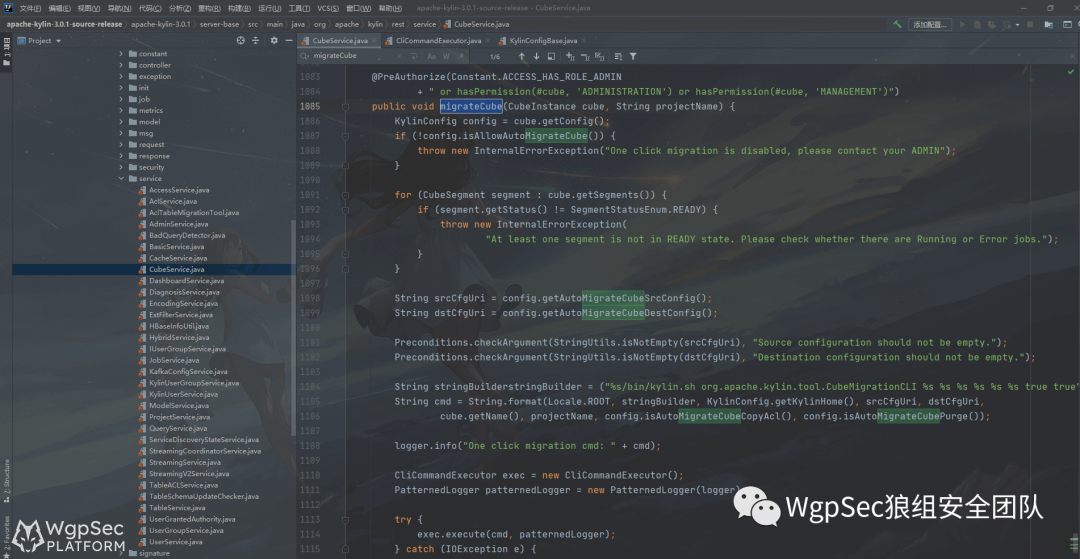 文件(F) 编辑(E) 视图(V) 导航(N) 代码(C) 分析(Z) 重构(R) 构建(B) 运行(U) 工具(T) VCS(S) 窗口(W) 帮助(H) apache-kylin-3.0.1-source-release - CubeService.java
apache-kylin-3.0.1-source-release apache-kylin-3.0.1 server-base src main java org apache kylin rest service CubeService.java 添加配置...
Project
CubeService.java CliCommandExecutor.java KylinConfigBase.java
migrateCube Aa W 1/6
constant
controller
exception
init
job
metrics
model
msg
request
response
security
service
AccessService.java
AclService.java
AclTableMigrationTool.java
AdminService.java
BadQueryDetector.java
BasicService.java
CacheService.java
CubeService.java
DashboardService.java
DiagnosisService.java
EncodingService.java
ExtFilterService.java
HBaseInfoUtil.java
HybridService.java
IUserGroupService.java
JobService.java
KafkaConfigService.java
KylinUserGroupService.java
KylinUserService.java
ModelService.java
ProjectService.java
QueryService.java
ServiceDiscoveryStateService.java
StreamingCoordinatorService.java
StreamingService.java
StreamingV2Service.java
TableACLService.java
TableSchemaUpdateChecker.java
TableService.java
UserGrantedAuthority.java
UserGroupService.java
UserService.java
signature
1083 @PreAuthorize(Constant.ACCESS_HAS_ROLE_ADMIN
1084 + " or hasPermission(#cube, 'ADMINISTRATION') or hasPermission(#cube, 'MANAGEMENT')")
1085 public void migrateCube(CubeInstance cube, String projectName) {
1086 KylinConfig config = cube.getConfig();
1087 if (!config.isAllowAutoMigrateCube()) {
1088 throw new InternalErrorException("One click migration is disabled, please contact your ADMIN");
1089 }
1090
1091 for (CubeSegment segment : cube.getSegments()) {
1092 if (segment.getStatus() != SegmentStatusEnum.READY) {
1093 throw new InternalErrorException(
1094 "At least one segment is not in READY state. Please check whether there are Running or Error jobs.");
1095 }
1096 }
1098 String srcCfgUri = config.getAutoMigrateCubeSrcConfig();
1099 String dstCfgUri = config.getAutoMigrateCubeDestConfig();
1100
1101 Preconditions.checkArgument(StringUtils.isNotEmpty(srcCfgUri), "Source configuration should not be empty.");
1102 Preconditions.checkArgument(StringUtils.isNotEmpty(dstCfgUri), "Destination configuration should not be empty.");
1104 String stringBuilderstringBuilder = ("%s/bin/kylin.sh org.apache.kylin.tool.CubeMigrationCLI %s %s %s %s %s %s true true"
1105 String cmd = String.format(Locale.ROOT, stringBuilder, KylinConfig.getKylinHome(), srcCfgUri, dstCfgUri,
1106 cube.getName(), projectName, config.isAutoMigrateCubeCopyAcl(), config.isAutoMigrateCubePurge());
1108 logger.info("One click migration cmd: " + cmd);
1109
1110 CliCommandExecutor exec = new CliCommandExecutor();
1111 PatternedLogger patternedLogger = new PatternedLogger(logger)
1113 try {
1114 exec.execute(cmd, patternedLogger);
1115 } catch (IOException e) {
Z: Structure
2: Favorites
WgpSec
PLATFORM
WgpSec狼组安全团队